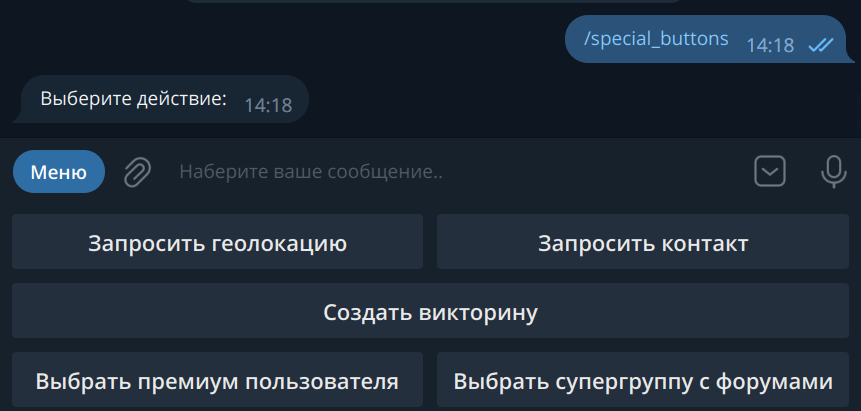 /special_buttons 14:18
Выберите действие: 14:18
Меню Наберите ваше сообщение..
Запросить геолокацию Запросить контакт
Создать викторину
Выбрать премиум пользователя Выбрать супергруппу с форумами